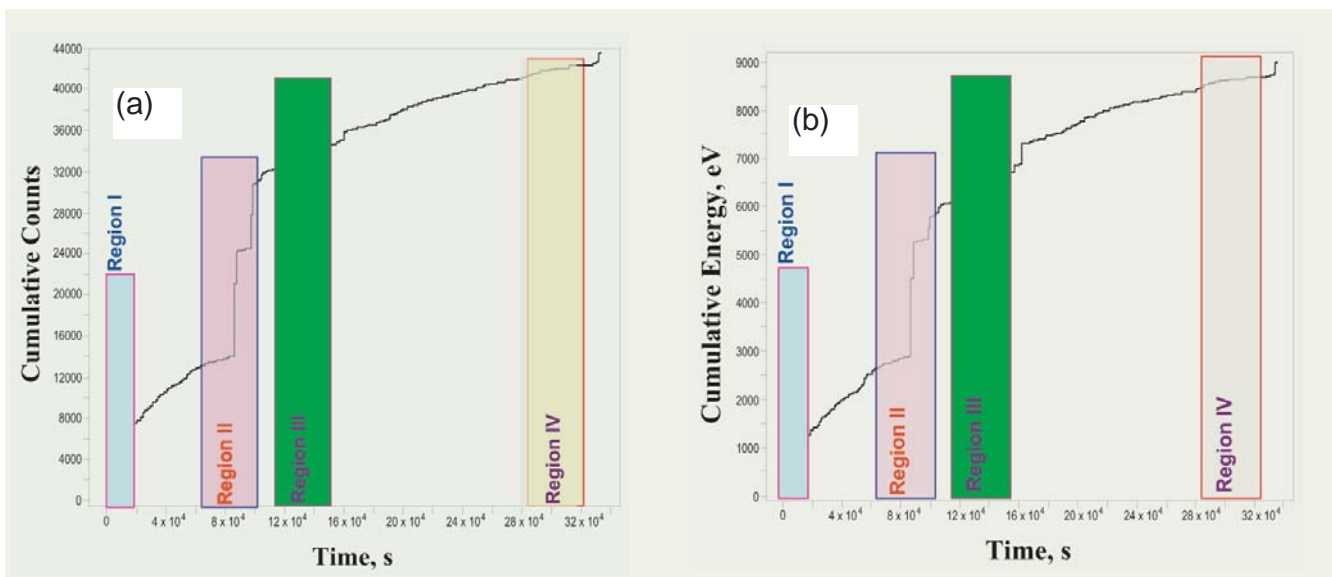 (a)
Cumulative Counts
44000
40000
36000
32000
28000
24000
20000
16000
12000
8000
4000
0
Region I
Region II
Region III
Region IV
0
4 x 10⁴
8 x 10⁴
12 x 10⁴
16 x 10⁴
20 x 10⁴
24 x 10⁴
28 x 10⁴
32 x 10⁴
Time, s
(b)
Cumulative Energy, eV
9000
8000
7000
6000
5000
4000
3000
2000
1000
0
Region I
Region II
Region III
Region IV
0
4 x 10⁴
8 x 10⁴
12 x 10⁴
16 x 10⁴
20 x 10⁴
24 x 10⁴
28 x 10⁴
32 x 10⁴
Time, s